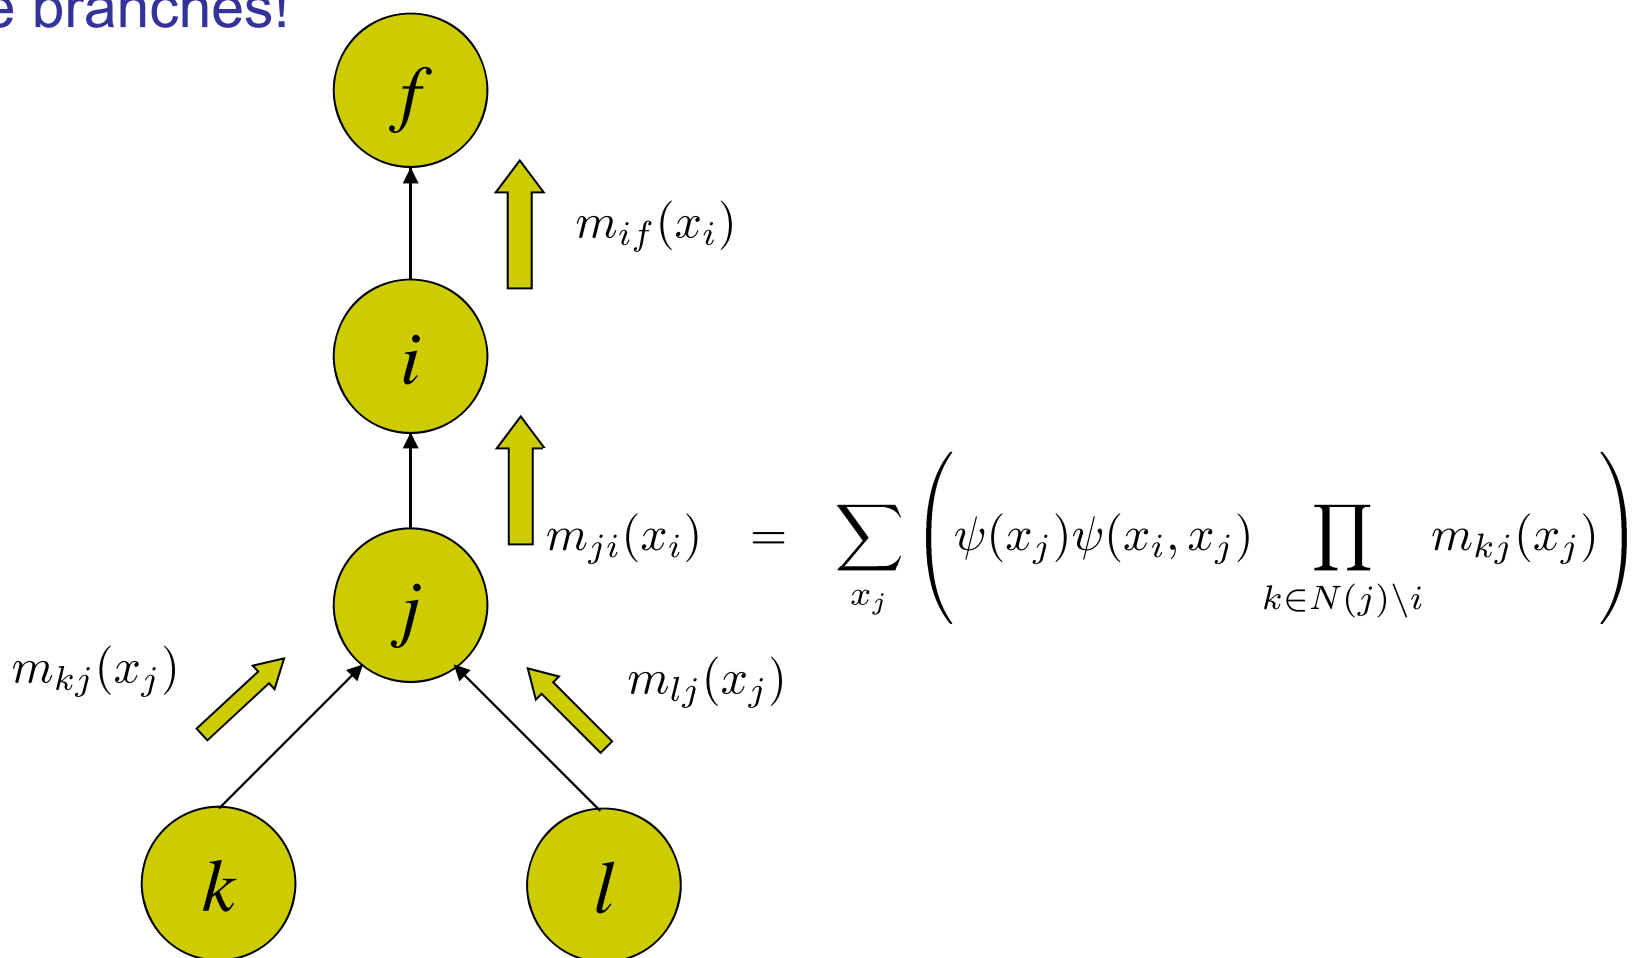 e branches!
f
m_{if}(x_i)
i
m_{ji}(x_i) = \sum_{x_j} \left( \psi(x_j)\psi(x_i, x_j) \prod_{k \in N(j)\setminus i} m_{kj}(x_j) \right)
j
m_{kj}(x_j) m_{lj}(x_j)
k l